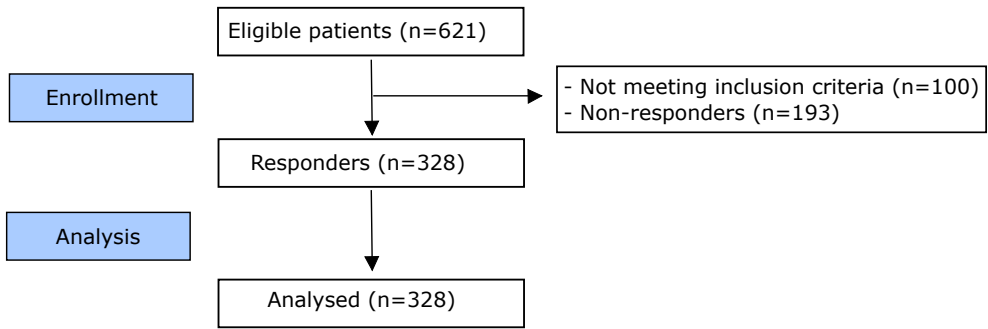 Eligible patients (n=621)
Enrollment
- Not meeting inclusion criteria (n=100)
- Non-responders (n=193)
Responders (n=328)
Analysis
Analysed (n=328)